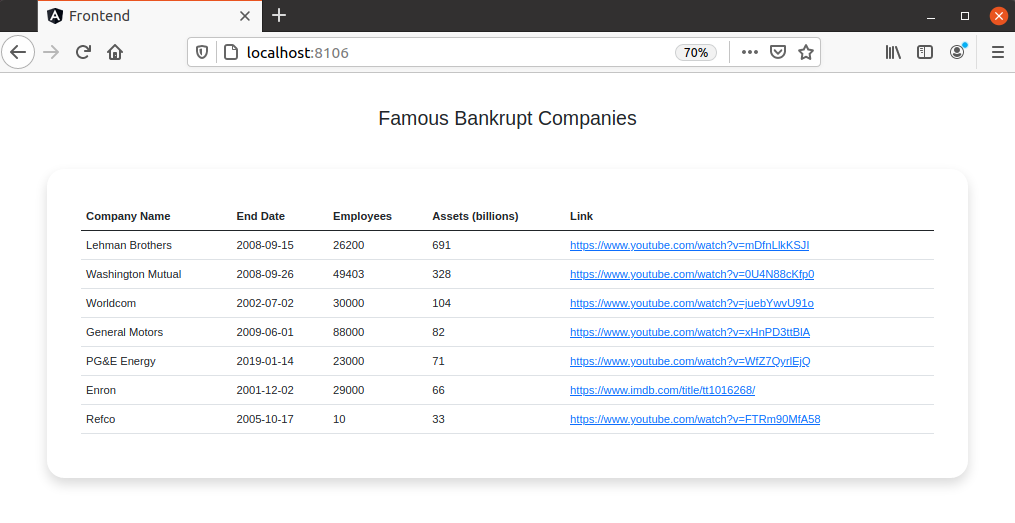 Frontend
localhost:8106 70%
Famous Bankrupt Companies
Company Name End Date Employees Assets (billions) Link
Lehman Brothers 2008-09-15 26200 691 https://www.youtube.com/watch?v=mDfnLlkKSJI
Washington Mutual 2008-09-26 49403 328 https://www.youtube.com/watch?v=0U4N88cKfp0
Worldcom 2002-07-02 30000 104 https://www.youtube.com/watch?v=juebYwvU91o
General Motors 2009-06-01 88000 82 https://www.youtube.com/watch?v=xHnPD3ttBlA
PG&E Energy 2019-01-14 23000 71 https://www.youtube.com/watch?v=WfZ7QyrlEjQ
Enron 2001-12-02 29000 66 https://www.imdb.com/title/tt1016268/
Refco 2005-10-17 10 33 https://www.youtube.com/watch?v=FTRm90MfA58